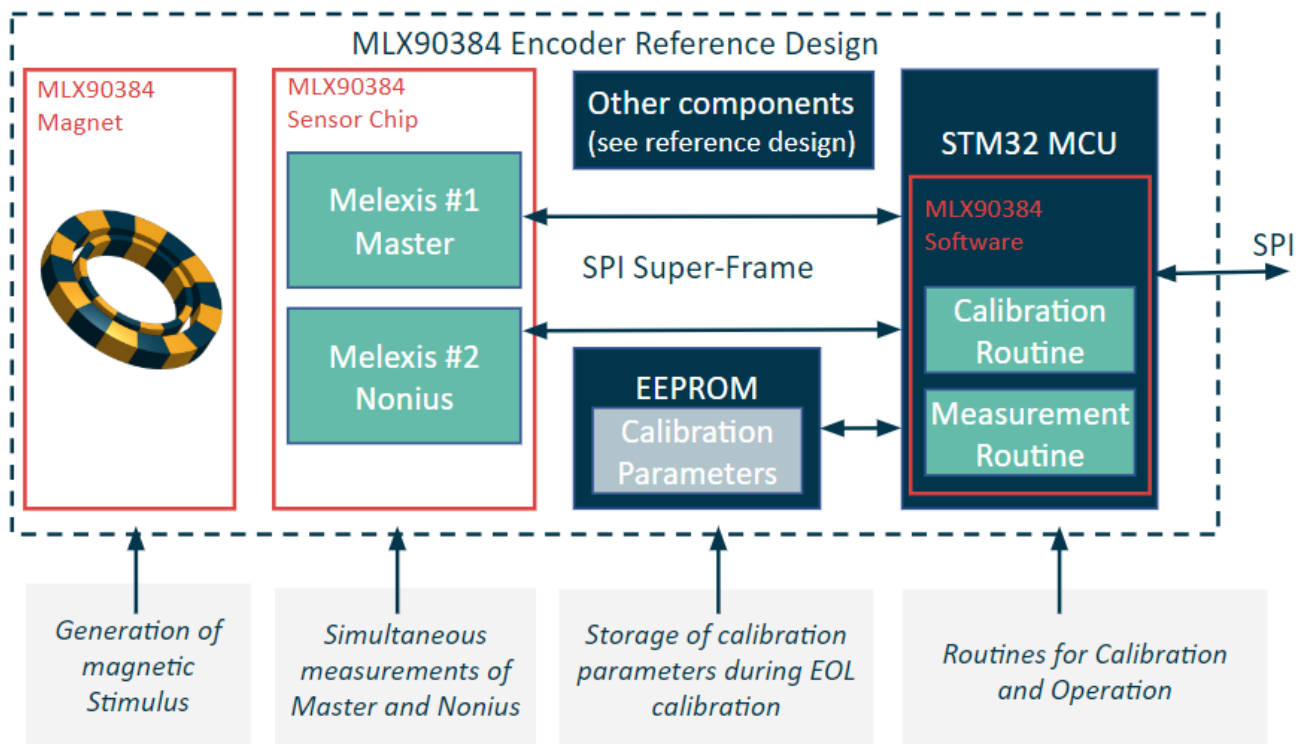 MLX90384 Encoder Reference Design
MLX90384
Magnet
MLX90384
Sensor Chip
Melexis #1
Master
Melexis #2
Nonius
Other components
(see reference design)
SPI Super-Frame
EEPROM
Calibration
Parameters
STM32 MCU
MLX90384
Software
Calibration
Routine
Measurement
Routine
SPI
Generation of
magnetic
Stimulus
Simultaneous
measurements of
Master and Nonius
Storage of calibration
parameters during EOL
calibration
Routines for Calibration
and Operation